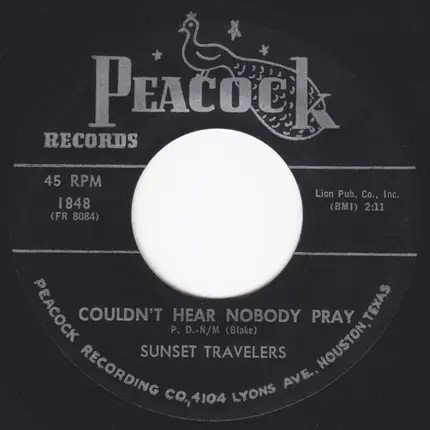 PEACOCK
RECORDS
45 RPM
1848
(FR 8084)
Lion Pub. Co., Inc.
(BMI) 2:11
COULDN'T HEAR NOBODY PRAY
P. D.-N/M (Blake)
SUNSET TRAVELERS
PEACOCK RECORDING CO., 4104 LYONS AVE., HOUSTON, TEXAS